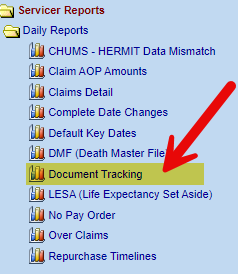 Servicer Reports
Daily Reports
CHUMS - HERMIT Data Mismatch
Claim AOP Amounts
Claims Detail
Complete Date Changes
Default Key Dates
DMF (Death Master File)
Document Tracking
LESA (Life Expectancy Set Aside)
No Pay Order
Over Claims
Repurchase Timelines